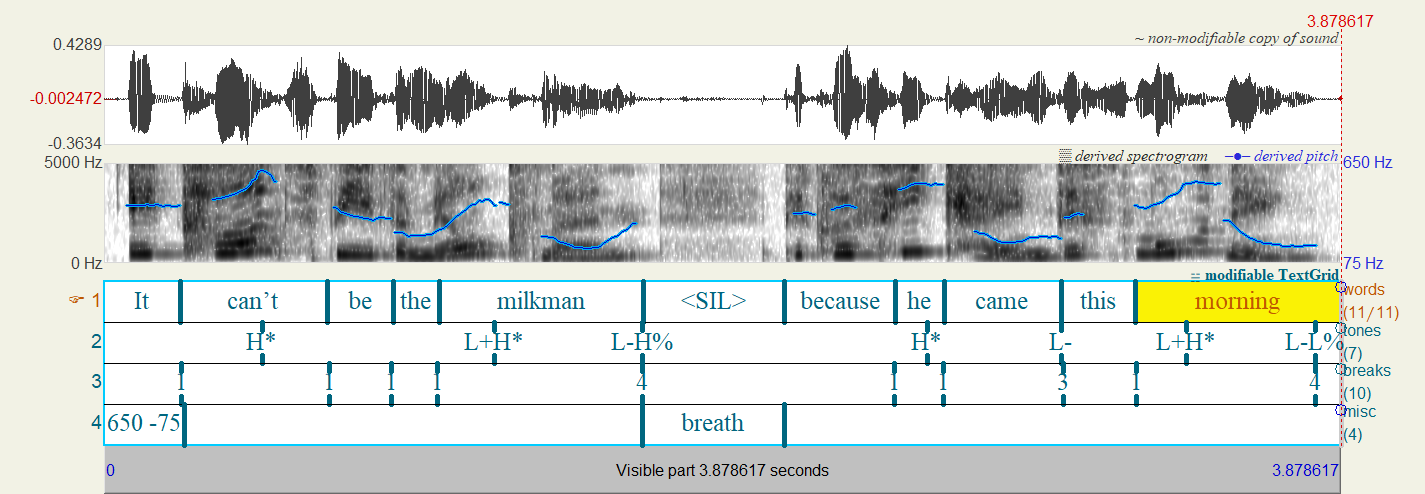 3.878617
~ non-modifiable copy of sound
0.4289
-0.002472
-0.3634
5000 Hz
derived spectrogram
derived pitch
650 Hz
0 Hz
75 Hz
modifiable TextGrid
1
It can’t be the milkman <SIL> because he came this morning
words
(11/11)
2
H* L+H* L-H% H* L- L+H* L-L%
tones
(7)
3
1 1 1 1 4 1 1 3 1 4
breaks
(10)
4
650 -75 breath
misc
(4)
0 Visible part 3.878617 seconds 3.878617